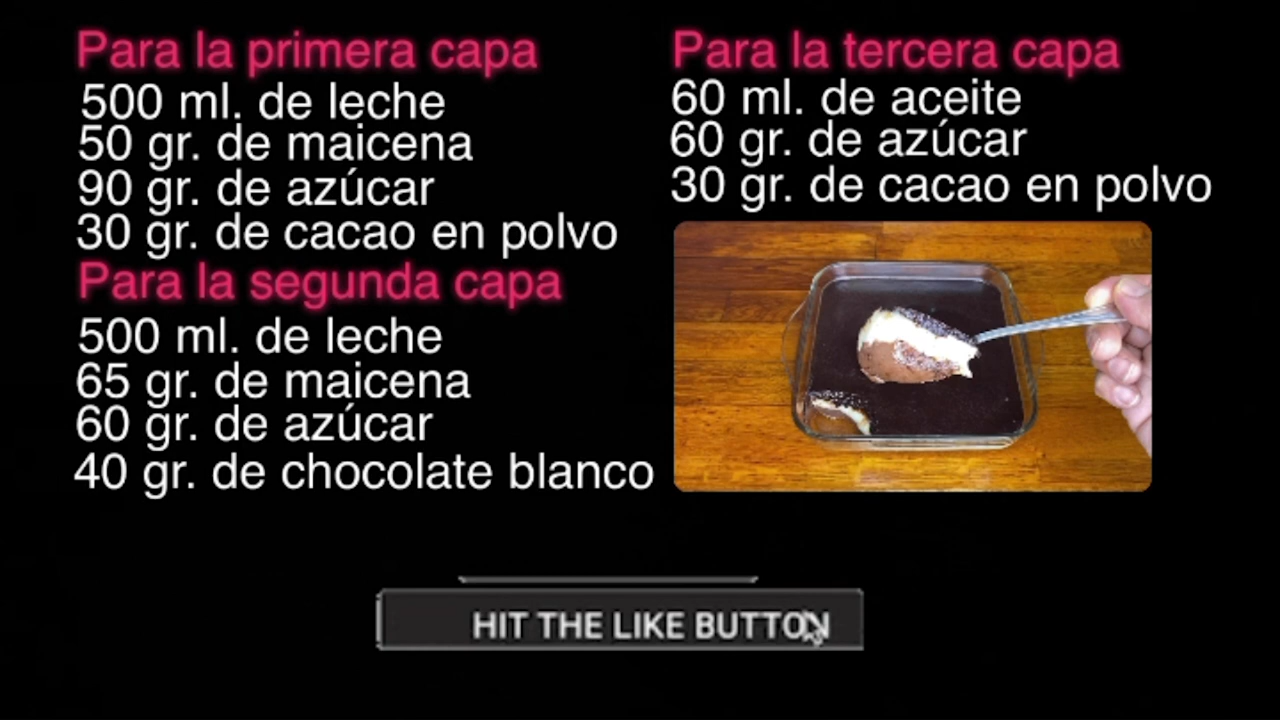 Para la primera capa
500 ml. de leche
50 gr. de maicena
90 gr. de azúcar
30 gr. de cacao en polvo
Para la segunda capa
500 ml. de leche
65 gr. de maicena
60 gr. de azúcar
40 gr. de chocolate blanco
Para la tercera capa
60 ml. de aceite
60 gr. de azúcar
30 gr. de cacao en polvo
HIT THE LIKE BUTTON